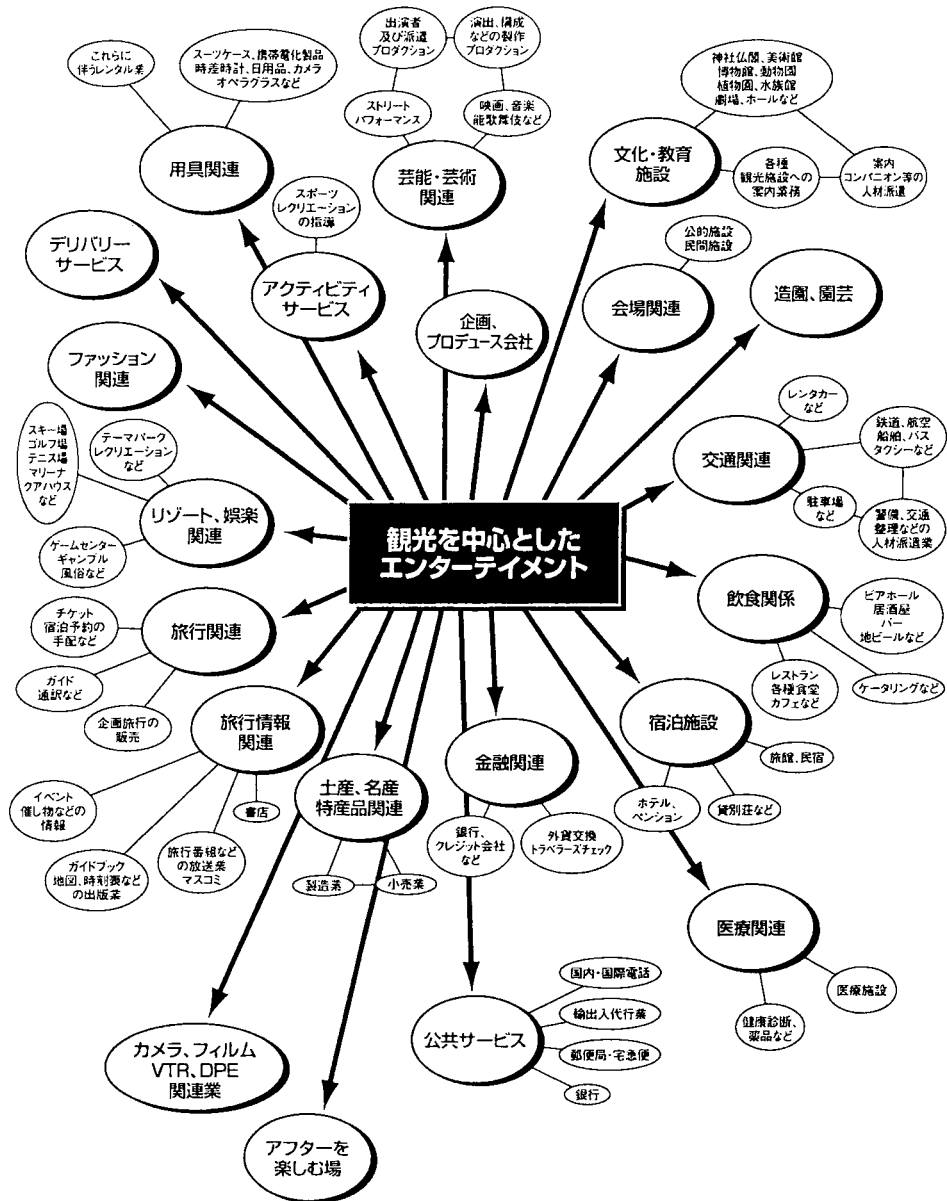 これらに
伴うレンタル業
スーツケース、携帯電化製品
時差時計、日用品、カメラ
オペラグラスなど
用具関連
出演者
及び派遣
プロダクション
演出、構成
などの製作
プロダクション
ストリート
パフォーマンス
映画、音楽
能歌舞伎など
芸能・芸術
関連
神社仏閣、美術館
博物館、動物園
植物園、水族館
劇場、ホールなど
文化・教育
施設
各種
観光施設への
案内業務
案内
コンパニオン等の
人材派遣
デリバリー
サービス
スポーツ
レクリエーション
の指導
アクティビティ
サービス
企画、
プロデュース会社
公的施設
民間施設
会場関連
造園、園芸
ファッション
関連
スキー場
ゴルフ場
テニス場
マリーナ
クアハウス
など
テーマパーク
レクリエーション
など
リゾート、娯楽
関連
ゲームセンター
ギャンブル
風俗など
観光を中心とした
エンターテイメント
レンタカー
など
交通関連
鉄道、航空
船舶、バス
タクシーなど
駐車場
など
警備、交通
整理などの
人材派遣業
チケット
宿泊予約の
手配など
旅行関連
ガイド
通訳など
企画旅行の
販売
飲食関係
ビアホール
居酒屋
バー
地ビールなど
レストラン
各種食堂
カフェなど
ケータリングなど
旅行情報
関連
イベント
催し物などの
情報
ガイドブック
地図、時刻表など
の出版業
旅行番組など
の放送業
マスコミ
書店
土産、名産
特産品関連
製造業
小売業
金融関連
銀行、
クレジット会社
など
外貨交換
トラベラーズチェック
宿泊施設
旅館、民宿
ホテル、
ペンション
貸別荘など
医療関連
医療施設
健康診断、
薬品など
カメラ、フィルム
VTR、DPE
関連業
アフターを
楽しむ場
公共サービス
国内・国際電話
輸出入代行業
郵便局・宅急便
銀行